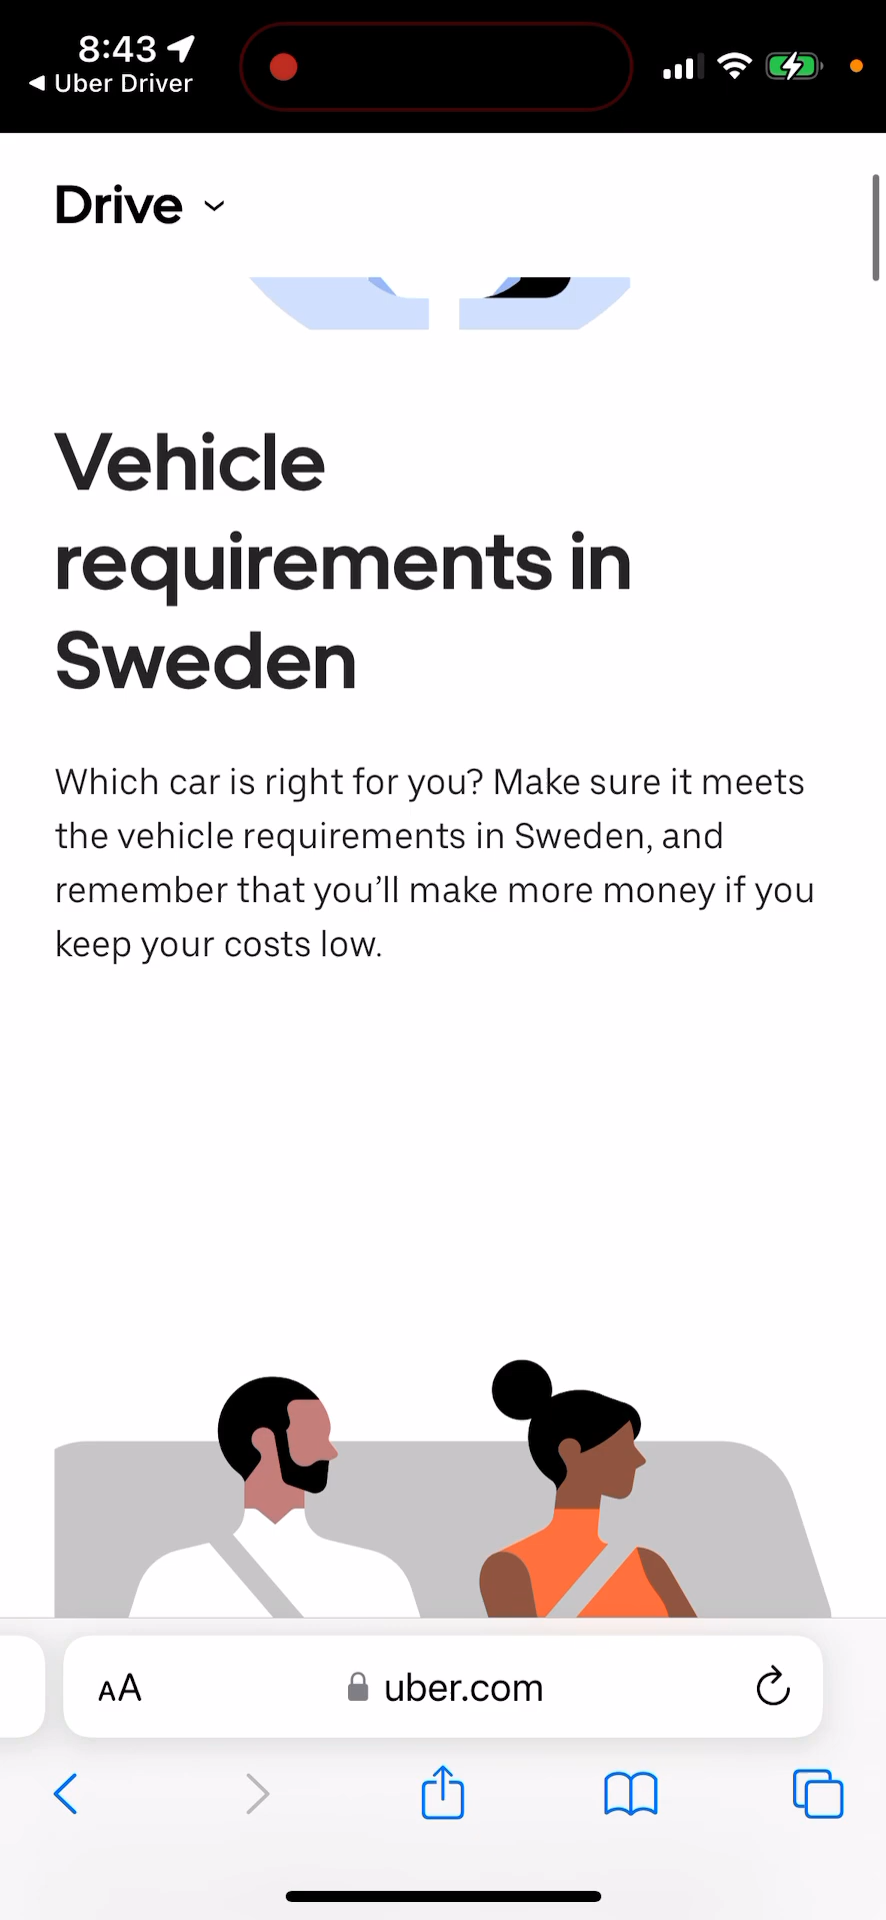 8:43
Uber Driver
Drive
Vehicle
requirements in
Sweden
Which car is right for you? Make sure it meets
the vehicle requirements in Sweden, and
remember that you’ll make more money if you
keep your costs low.
AA
uber.com